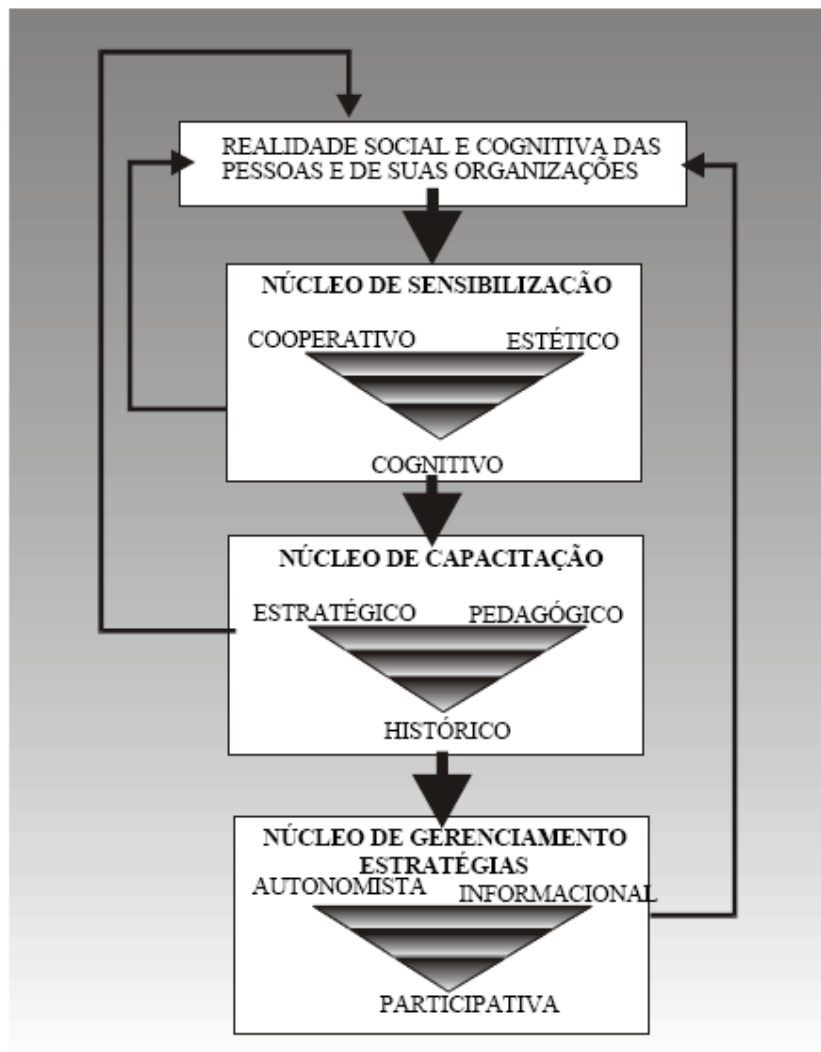 REALIDADE SOCIAL E COGNITIVA DAS
PESSOAS E DE SUAS ORGANIZAÇÕES
NÚCLEO DE SENSIBILIZAÇÃO
COOPERATIVO ESTÉTICO
COGNITIVO
NÚCLEO DE CAPACITAÇÃO
ESTRATÉGICO PEDAGÓGICO
HISTÓRICO
NÚCLEO DE GERENCIAMENTO
ESTRATÉGIAS
AUTONOMISTA INFORMACIONAL
PARTICIPATIVA